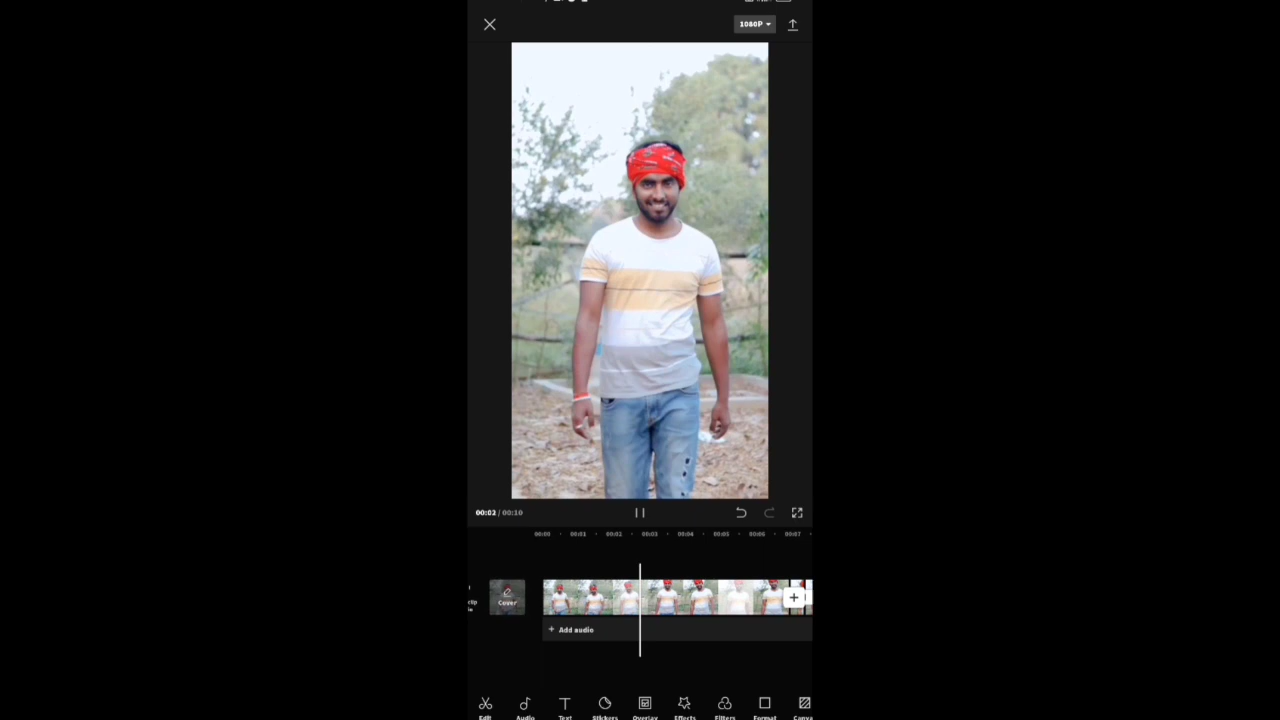 1080P
00:02 / 00:10
00:00 00:01 00:02 00:03 00:04 00:05 00:06 00:07
Cover
+ Add audio
Edit Audio Text Stickers Overlay Effects Filters Format Canva